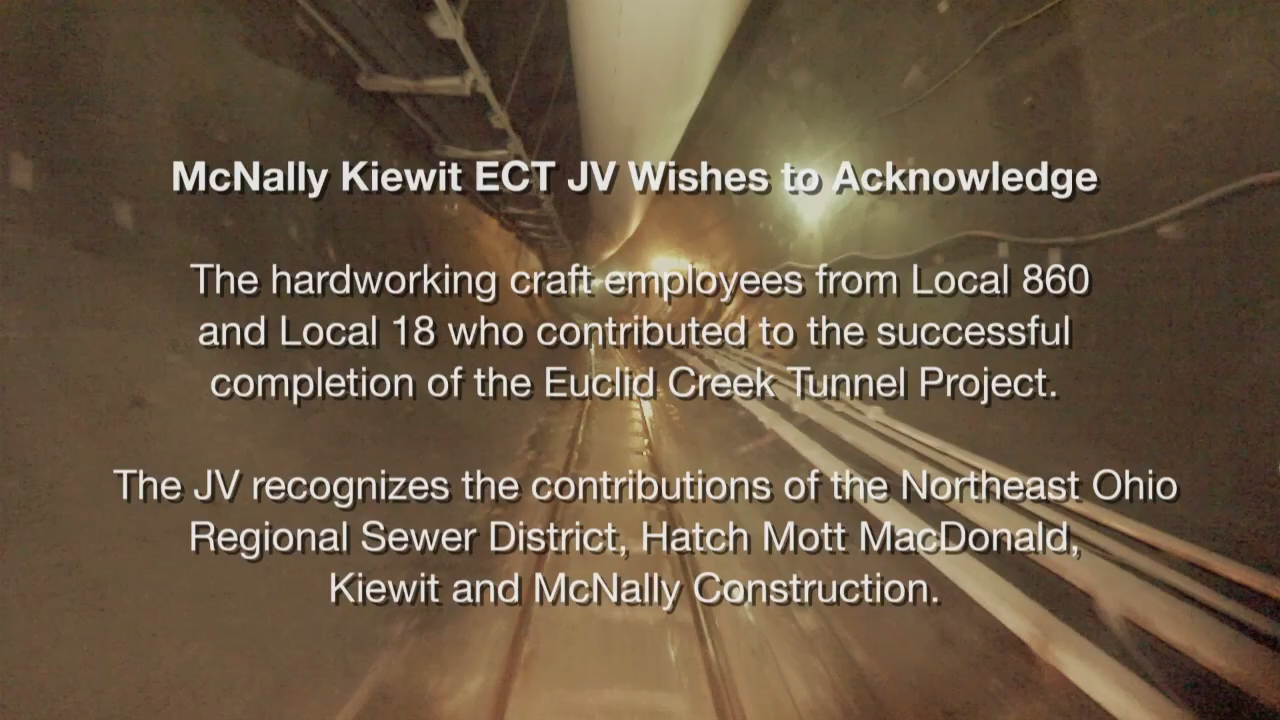 McNally Kiewit ECT JV Wishes to Acknowledge
The hardworking craft employees from Local 860
and Local 18 who contributed to the successful
completion of the Euclid Creek Tunnel Project.
The JV recognizes the contributions of the Northeast Ohio
Regional Sewer District, Hatch Mott MacDonald,
Kiewit and McNally Construction.